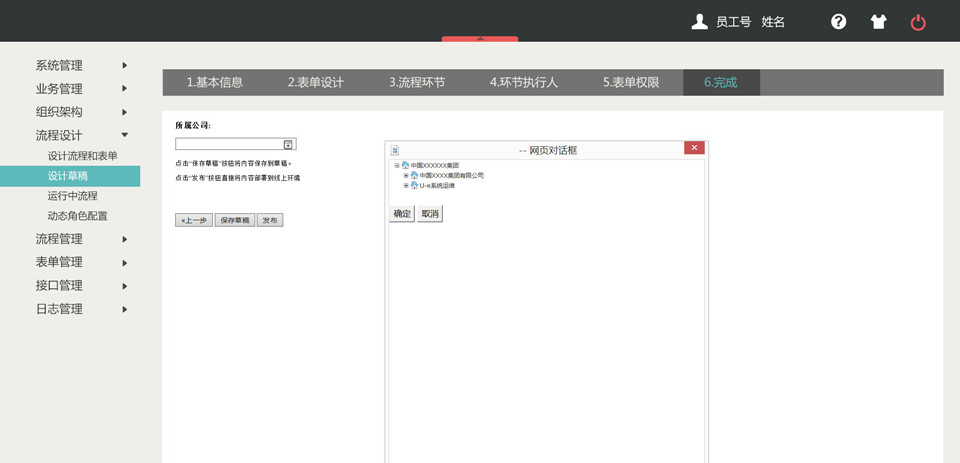 员工号 姓名
系统管理
业务管理
组织架构
流程设计
设计流程和表单
设计草稿
运行中流程
动态角色配置
流程管理
表单管理
接口管理
日志管理
1.基本信息 2.表单设计 3.流程环节 4.环节执行人 5.表单权限 6.完成
所属公司:
点击“保存草稿”按钮将内容保存到草稿。
点击“发布”按钮直接将内容部署到线上环境
«上一步 保存草稿 发布
-- 网页对话框
中国XXXXXX集团
中国XXXX集团有限公司
U-e系统运维
确定 取消